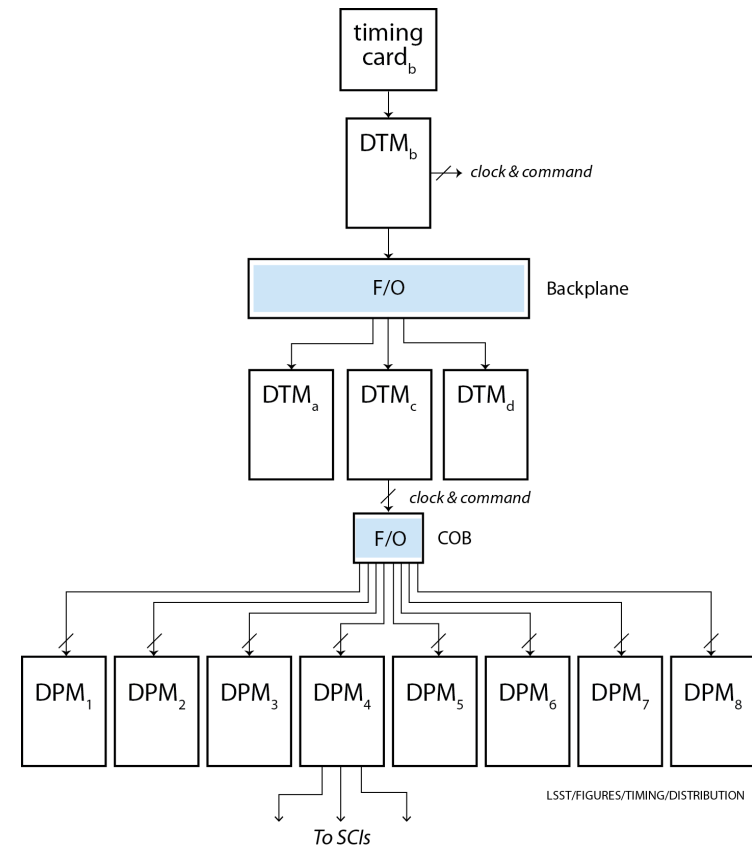 timing
card_b
DTM_b
clock & command
F/O
Backplane
DTM_a
DTM_c
DTM_d
clock & command
F/O
COB
DPM_1
DPM_2
DPM_3
DPM_4
DPM_5
DPM_6
DPM_7
DPM_8
LSST/FIGURES/TIMING/DISTRIBUTION
To SCIs